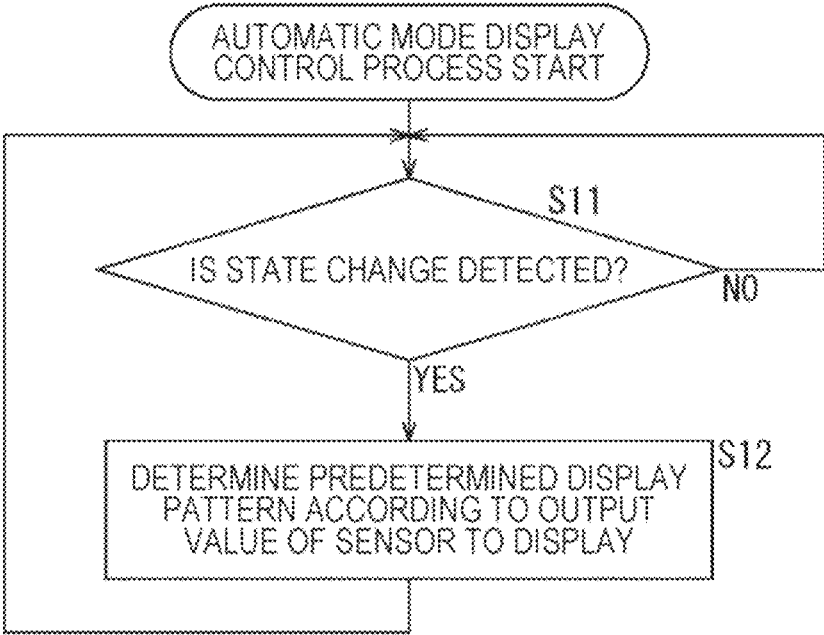 AUTOMATIC MODE DISPLAY
CONTROL PROCESS START
S11
IS STATE CHANGE DETECTED?
NO
YES
S12
DETERMINE PREDETERMINED DISPLAY
PATTERN ACCORDING TO OUTPUT
VALUE OF SENSOR TO DISPLAY